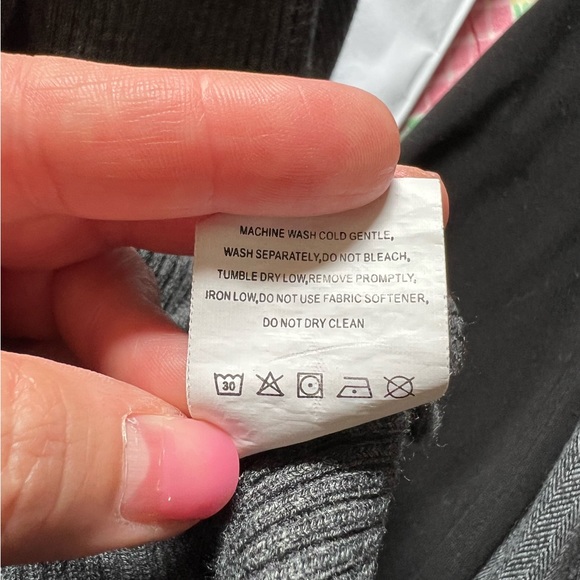 MACHINE WASH COLD GENTLE,
WASH SEPARATELY,DO NOT BLEACH,
TUMBLE DRY LOW,REMOVE PROMPTLY,
IRON LOW,DO NOT USE FABRIC SOFTENER,
DO NOT DRY CLEAN
30